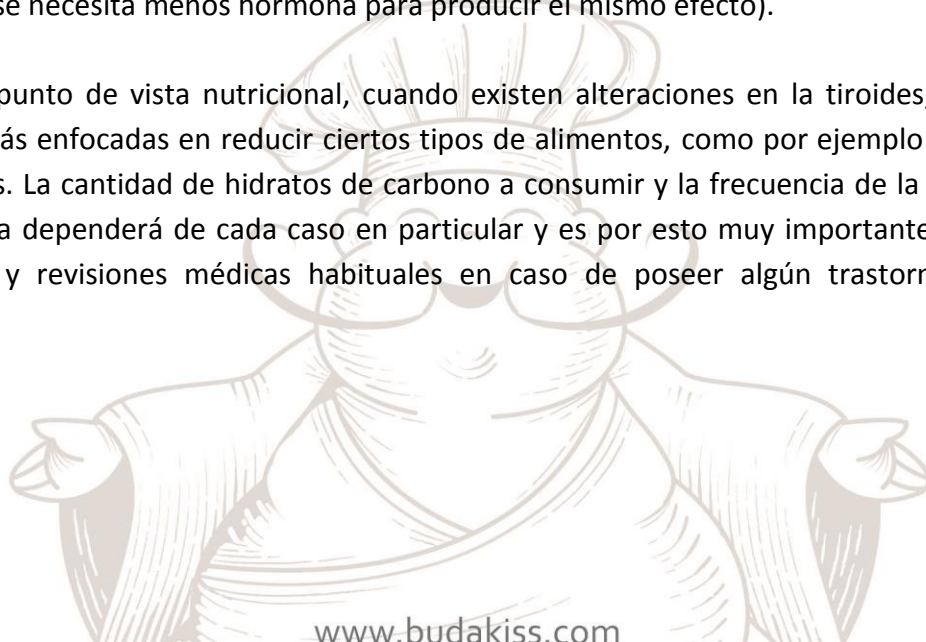 se necesita menos hormona para producir el mismo efecto).
punto de vista nutricional, cuando existen alteraciones en la tiroides,
ás enfocadas en reducir ciertos tipos de alimentos, como por ejemplo
s. La cantidad de hidratos de carbono a consumir y la frecuencia de la
a dependerá de cada caso en particular y es por esto muy importante
y revisiones médicas habituales en caso de poseer algún trastorn
www.budakiss.com